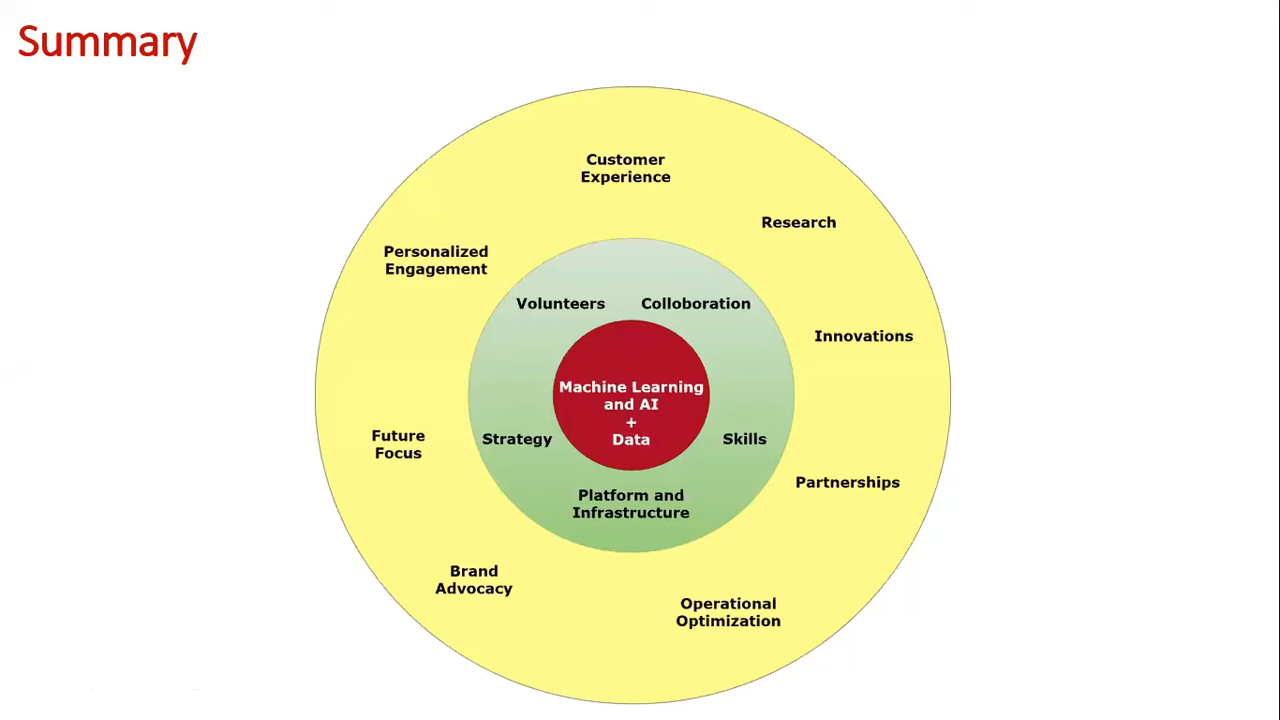 Summary
Customer
Experience
Research
Personalized
Engagement
Volunteers
Colloboration
Innovations
Machine Learning
and AI
+
Data
Future
Focus
Strategy
Skills
Partnerships
Platform and
Infrastructure
Brand
Advocacy
Operational
Optimization